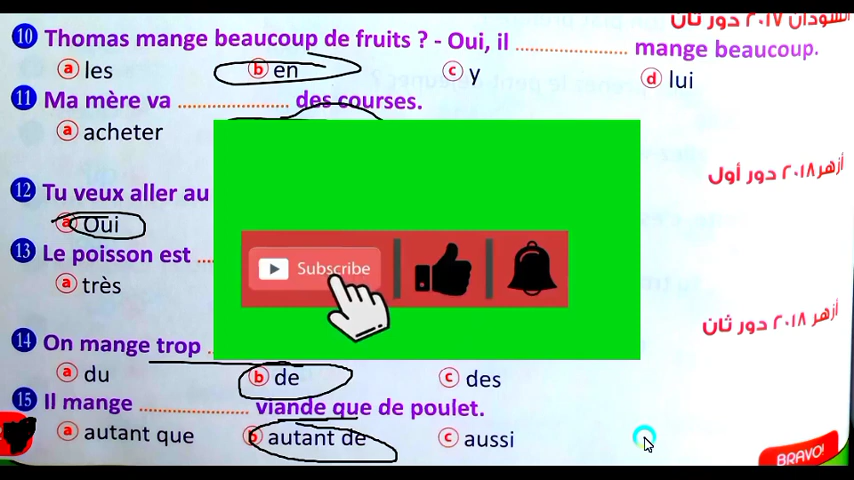 السودان ٢٠١٧ دور ثان
10 Thomas mange beaucoup de fruits ? - Oui, il .................... mange beaucoup.
a les b en c y d lui
11 Ma mère va .................... des courses.
a acheter
أزهر ٢٠١٨ دور أول
12 Tu veux aller au
a Oui
13 Le poisson est ....
Subscribe
a très
أزهر ٢٠١٨ دور ثان
14 On mange trop ..
a du b de c des
15 Il mange .................... viande que de poulet.
a autant que b autant de c aussi
BRAVO!